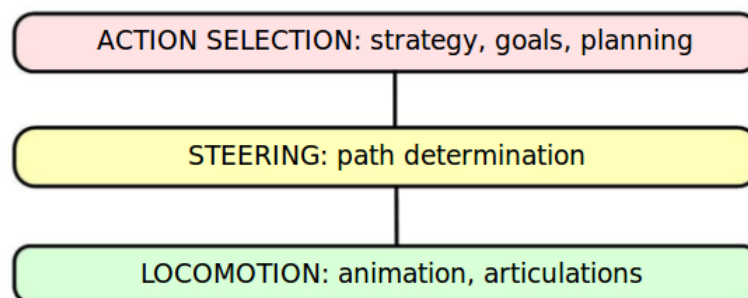 ACTION SELECTION: strategy, goals, planning
STEERING: path determination
LOCOMOTION: animation, articulations